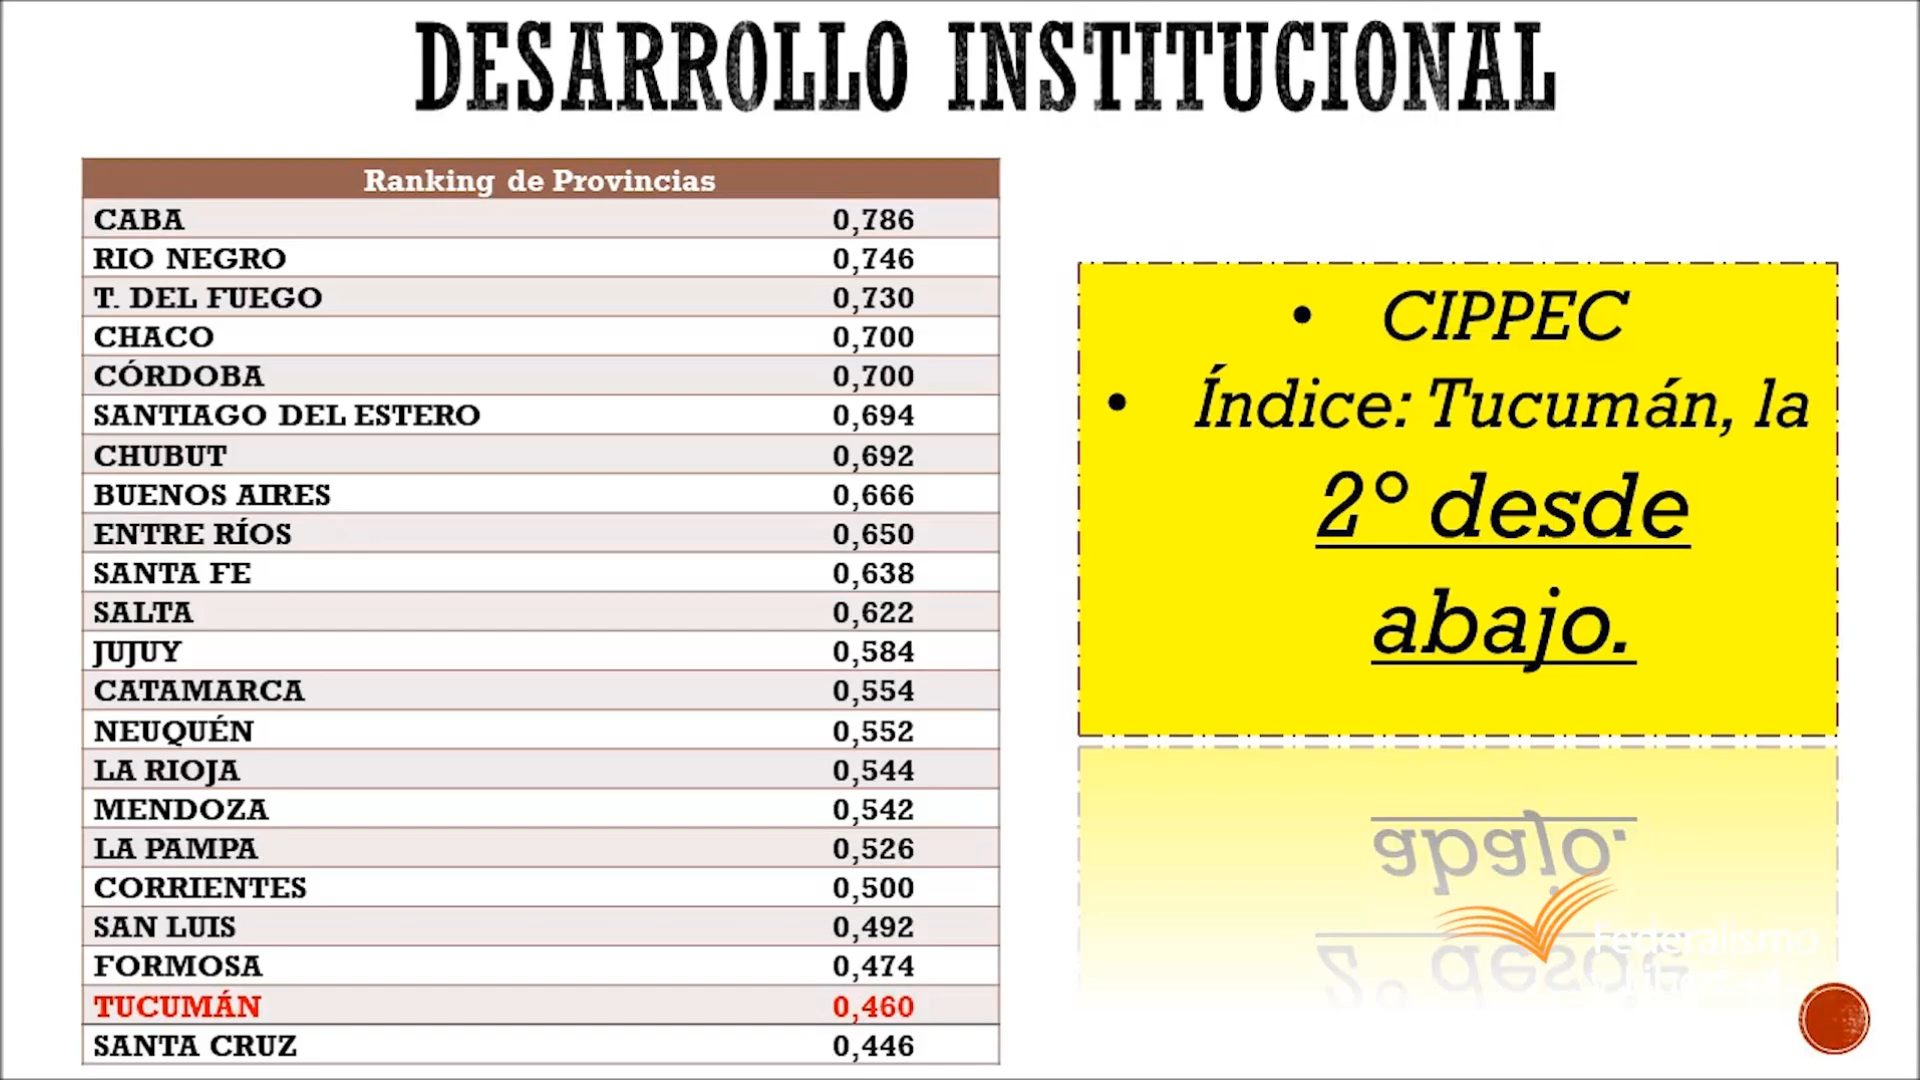 DESARROLLO INSTITUCIONAL
Ranking de Provincias
CABA 0,786
RIO NEGRO 0,746
T. DEL FUEGO 0,730
CHACO 0,700
CÓRDOBA 0,700
SANTIAGO DEL ESTERO 0,694
CHUBUT 0,692
BUENOS AIRES 0,666
ENTRE RÍOS 0,650
SANTA FE 0,638
SALTA 0,622
JUJUY 0,584
CATAMARCA 0,554
NEUQUÉN 0,552
LA RIOJA 0,544
MENDOZA 0,542
LA PAMPA 0,526
CORRIENTES 0,500
SAN LUIS 0,492
FORMOSA 0,474
TUCUMÁN 0,460
SANTA CRUZ 0,446
• CIPPEC
• Índice: Tucumán, la
2° desde
abajo.
Federalismo